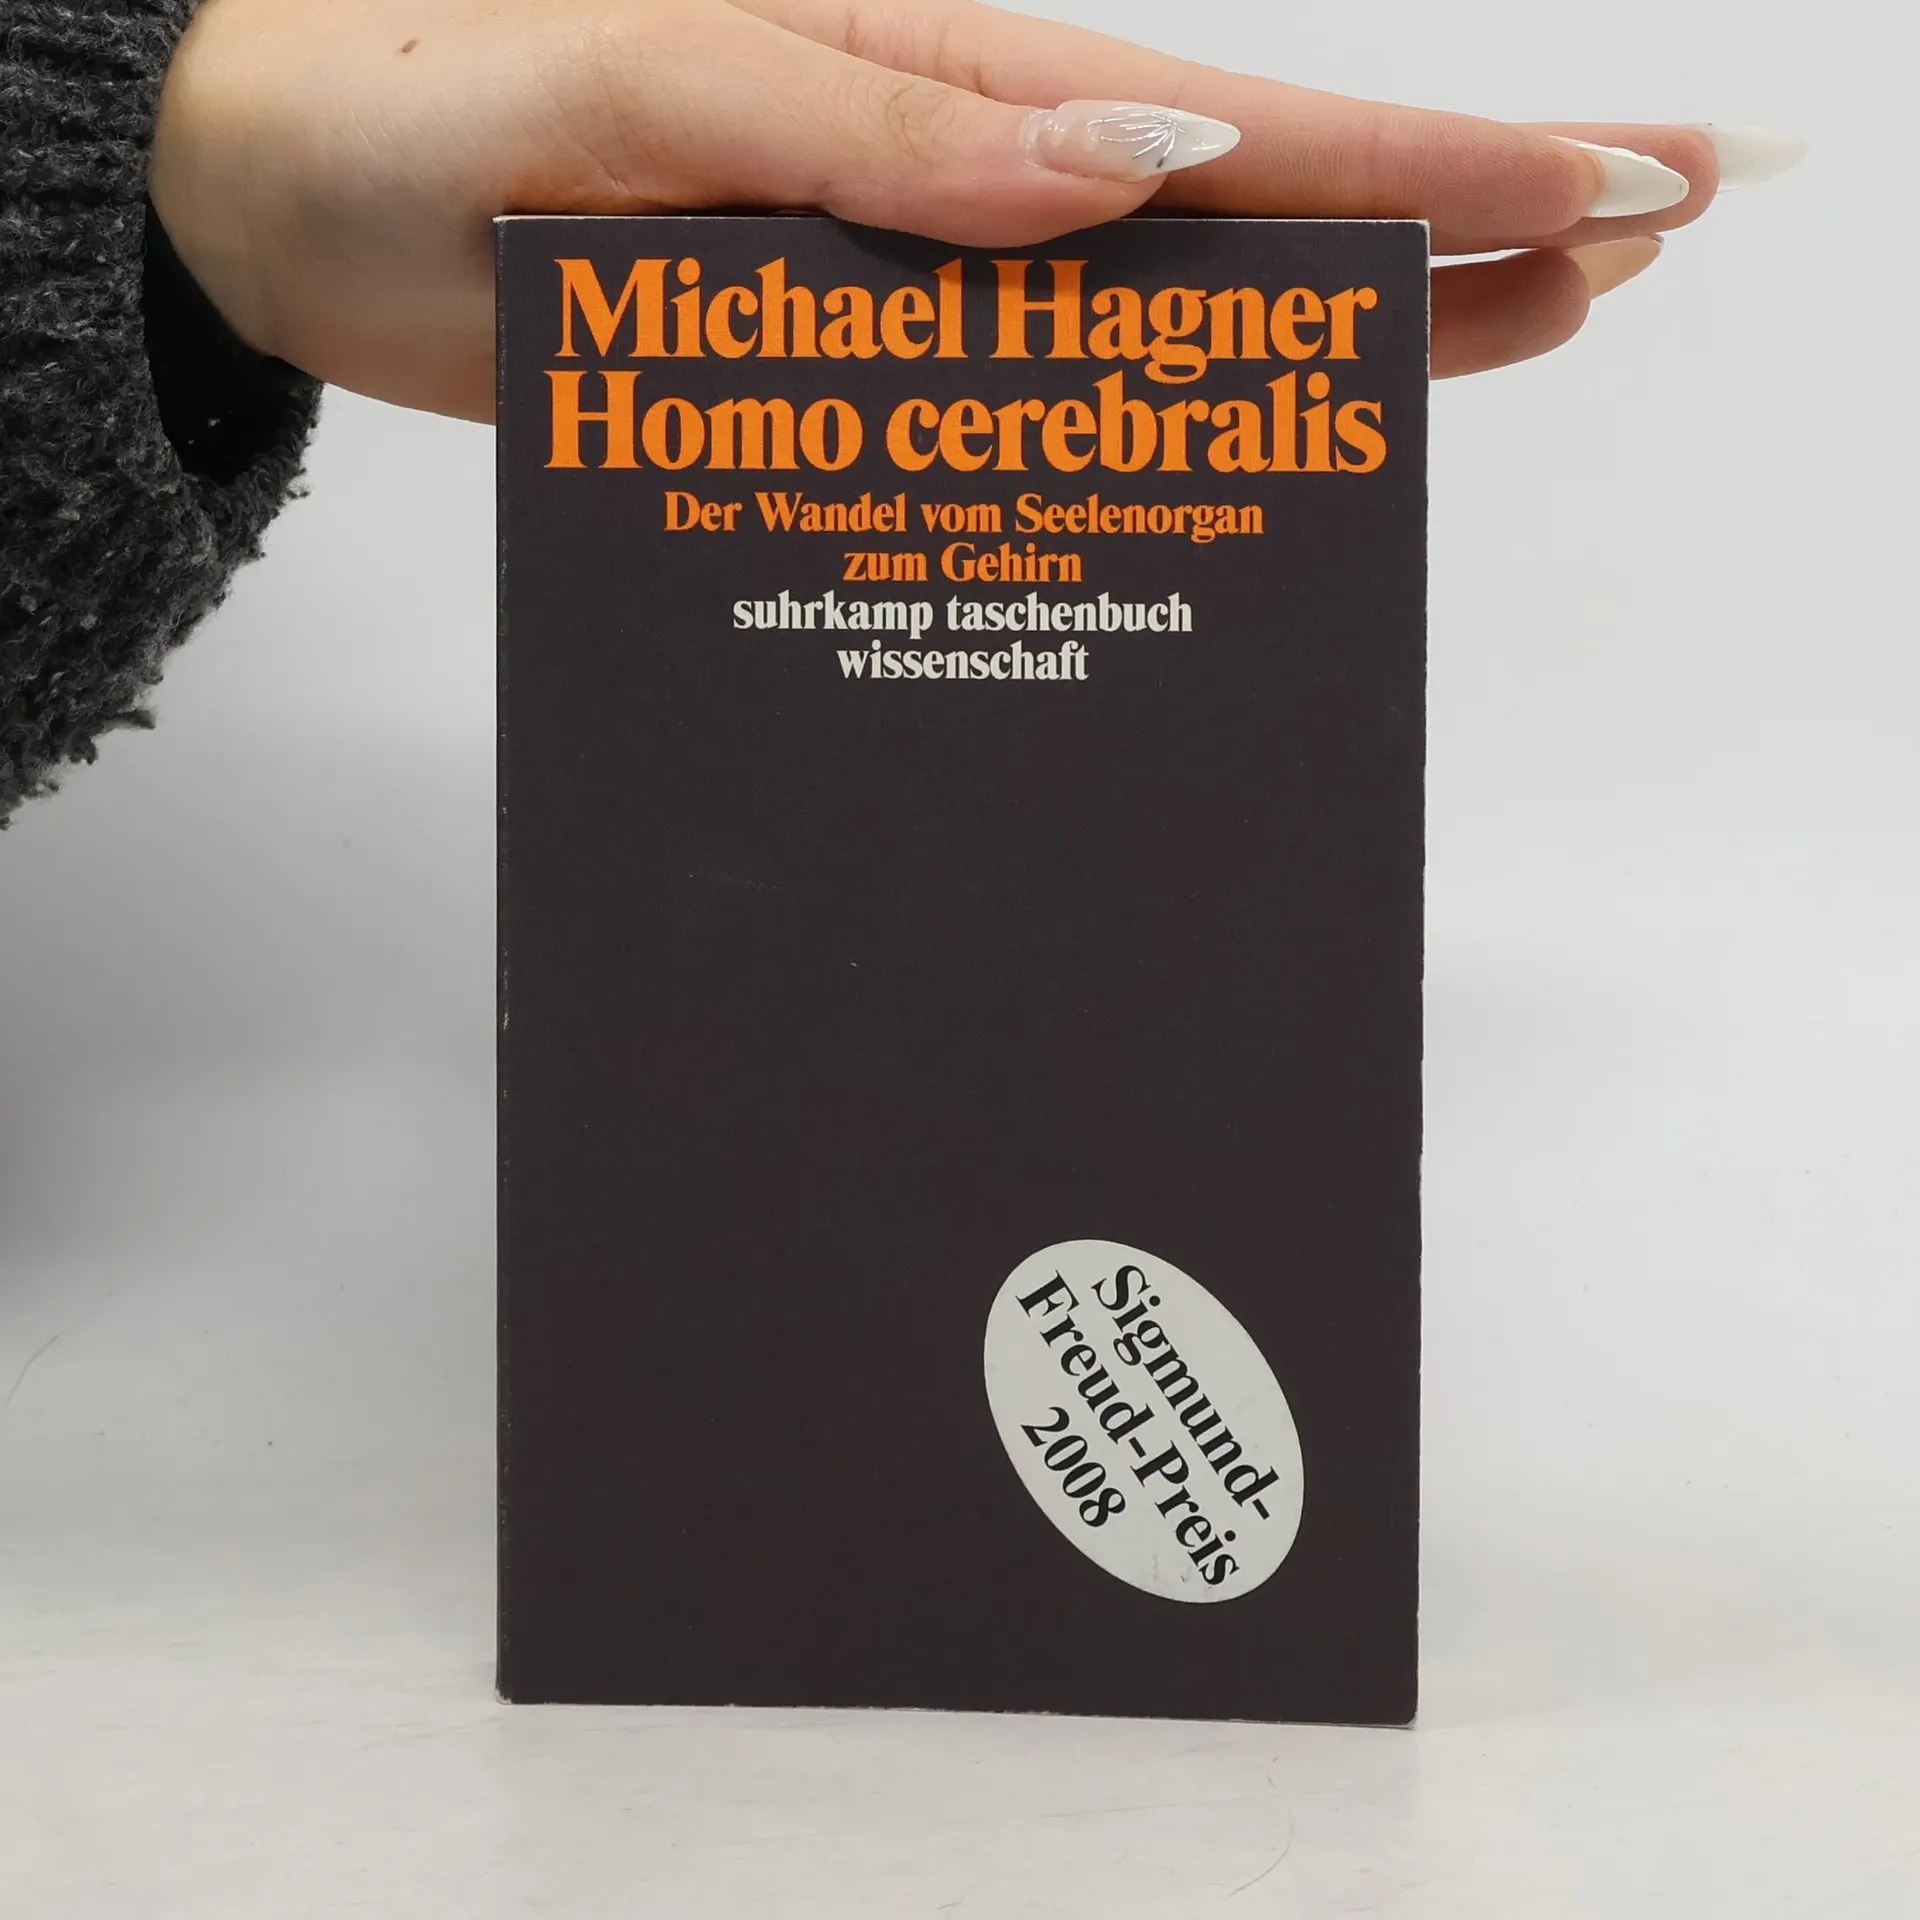 Michael Hagner
Homo cerebralis
Der Wandel vom Seelenorgan
zum Gehirn
suhrkamp taschenbuch
wissenschaft
Sigmund-
Freud-Preis
2008